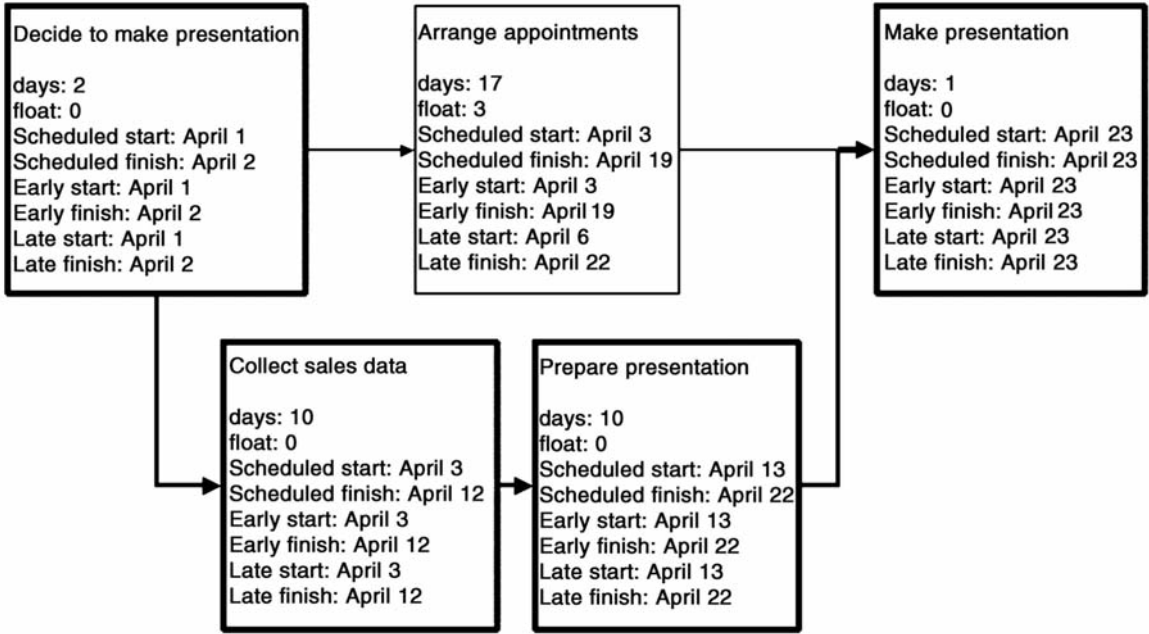 Decide to make presentation
days: 2
float: 0
Scheduled start: April 1
Scheduled finish: April 2
Early start: April 1
Early finish: April 2
Late start: April 1
Late finish: April 2
Arrange appointments
days: 17
float: 3
Scheduled start: April 3
Scheduled finish: April 19
Early start: April 3
Early finish: April 19
Late start: April 6
Late finish: April 22
Make presentation
days: 1
float: 0
Scheduled start: April 23
Scheduled finish: April 23
Early start: April 23
Early finish: April 23
Late start: April 23
Late finish: April 23
Collect sales data
days: 10
float: 0
Scheduled start: April 3
Scheduled finish: April 12
Early start: April 3
Early finish: April 12
Late start: April 3
Late finish: April 12
Prepare presentation
days: 10
float: 0
Scheduled start: April 13
Scheduled finish: April 22
Early start: April 13
Early finish: April 22
Late start: April 13
Late finish: April 22